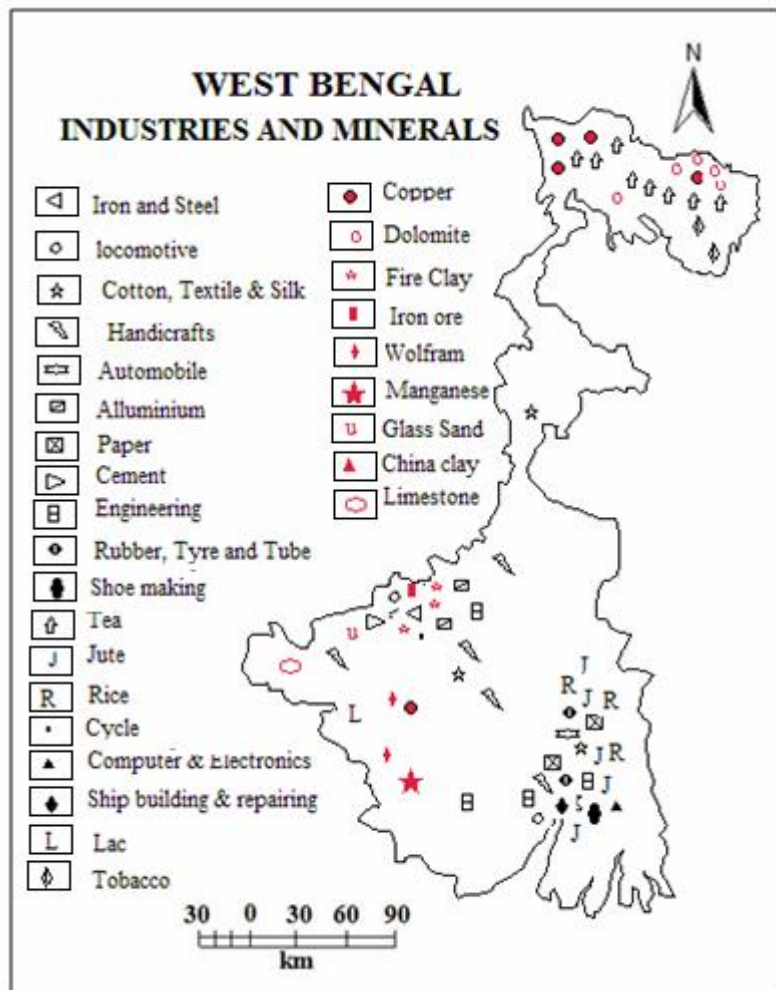 WEST BENGAL
INDUSTRIES AND MINERALS
N
Iron and Steel
locomotive
Cotton, Textile & Silk
Handicrafts
Automobile
Alluminium
Paper
Cement
Engineering
Rubber, Tyre and Tube
Shoe making
Tea
J Jute
R Rice
Cycle
Computer & Electronics
Ship building & repairing
L Lac
Tobacco
Copper
Dolomite
Fire Clay
Iron ore
Wolfram
Manganese
u Glass Sand
China clay
Limestone
u
L
J
R
J
R
J
R
J
J
30 0 30 60 90
km